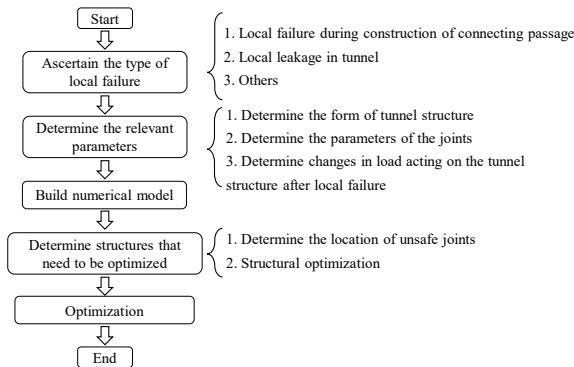 Start
Ascertain the type of
local failure
1. Local failure during construction of connecting passage
2. Local leakage in tunnel
3. Others
Determine the relevant
parameters
1. Determine the form of tunnel structure
2. Determine the parameters of the joints
3. Determine changes in load acting on the tunnel
structure after local failure
Build numerical model
Determine structures that
need to be optimized
1. Determine the location of unsafe joints
2. Structural optimization
Optimization
End